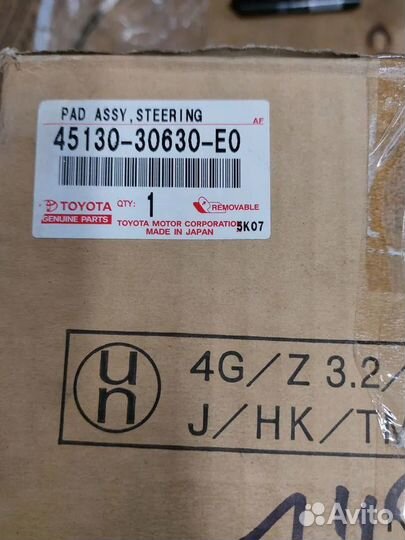 PAD ASSY,STEERING
AF
45130-30630-E0
TOYOTA
GENUINE PARTS
QTY: 1
REMOVABLE
TOYOTA MOTOR CORPORATION
MADE IN JAPAN
5K07
un
4G/Z 3.2/
J/HK/T
Avito